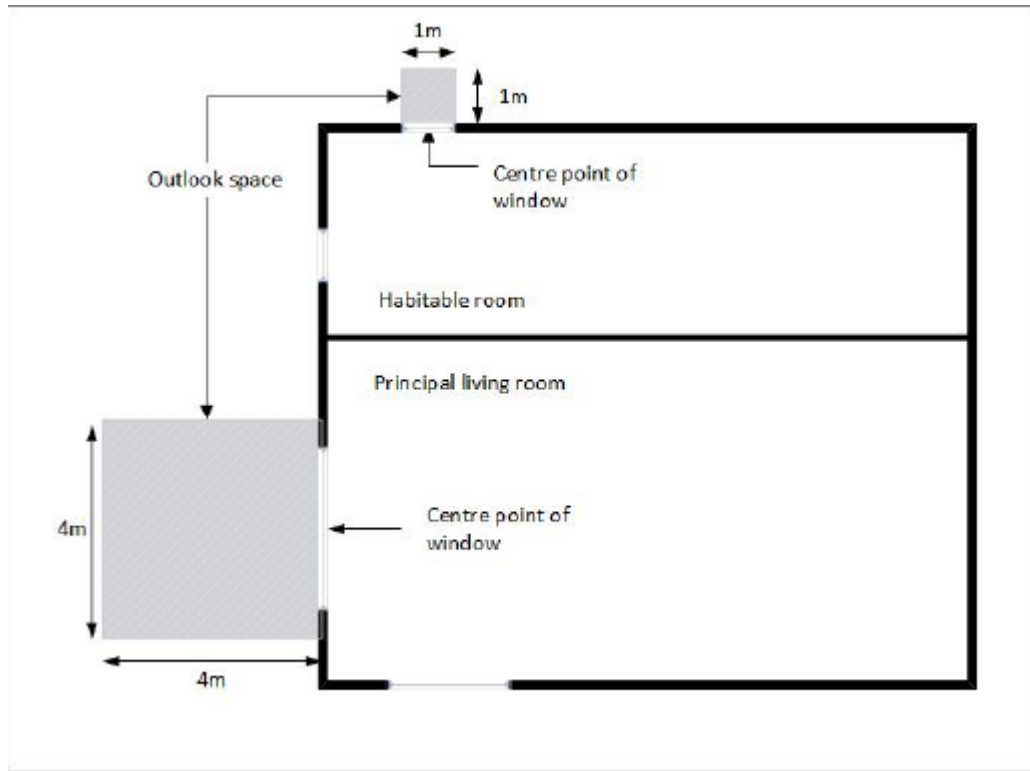 1m
1m
Outlook space
Centre point of
window
Habitable room
Principal living room
4m
Centre point of
window
4m